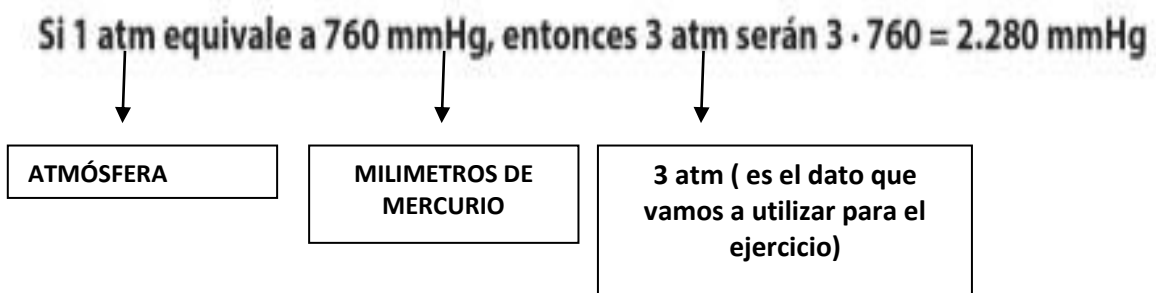 Si 1 atm equivale a 760 mmHg, entonces 3 atm serán 3 · 760 = 2.280 mmHg
ATMÓSFERA
MILIMETROS DE
MERCURIO
3 atm ( es el dato que
vamos a utilizar para el
ejercicio)